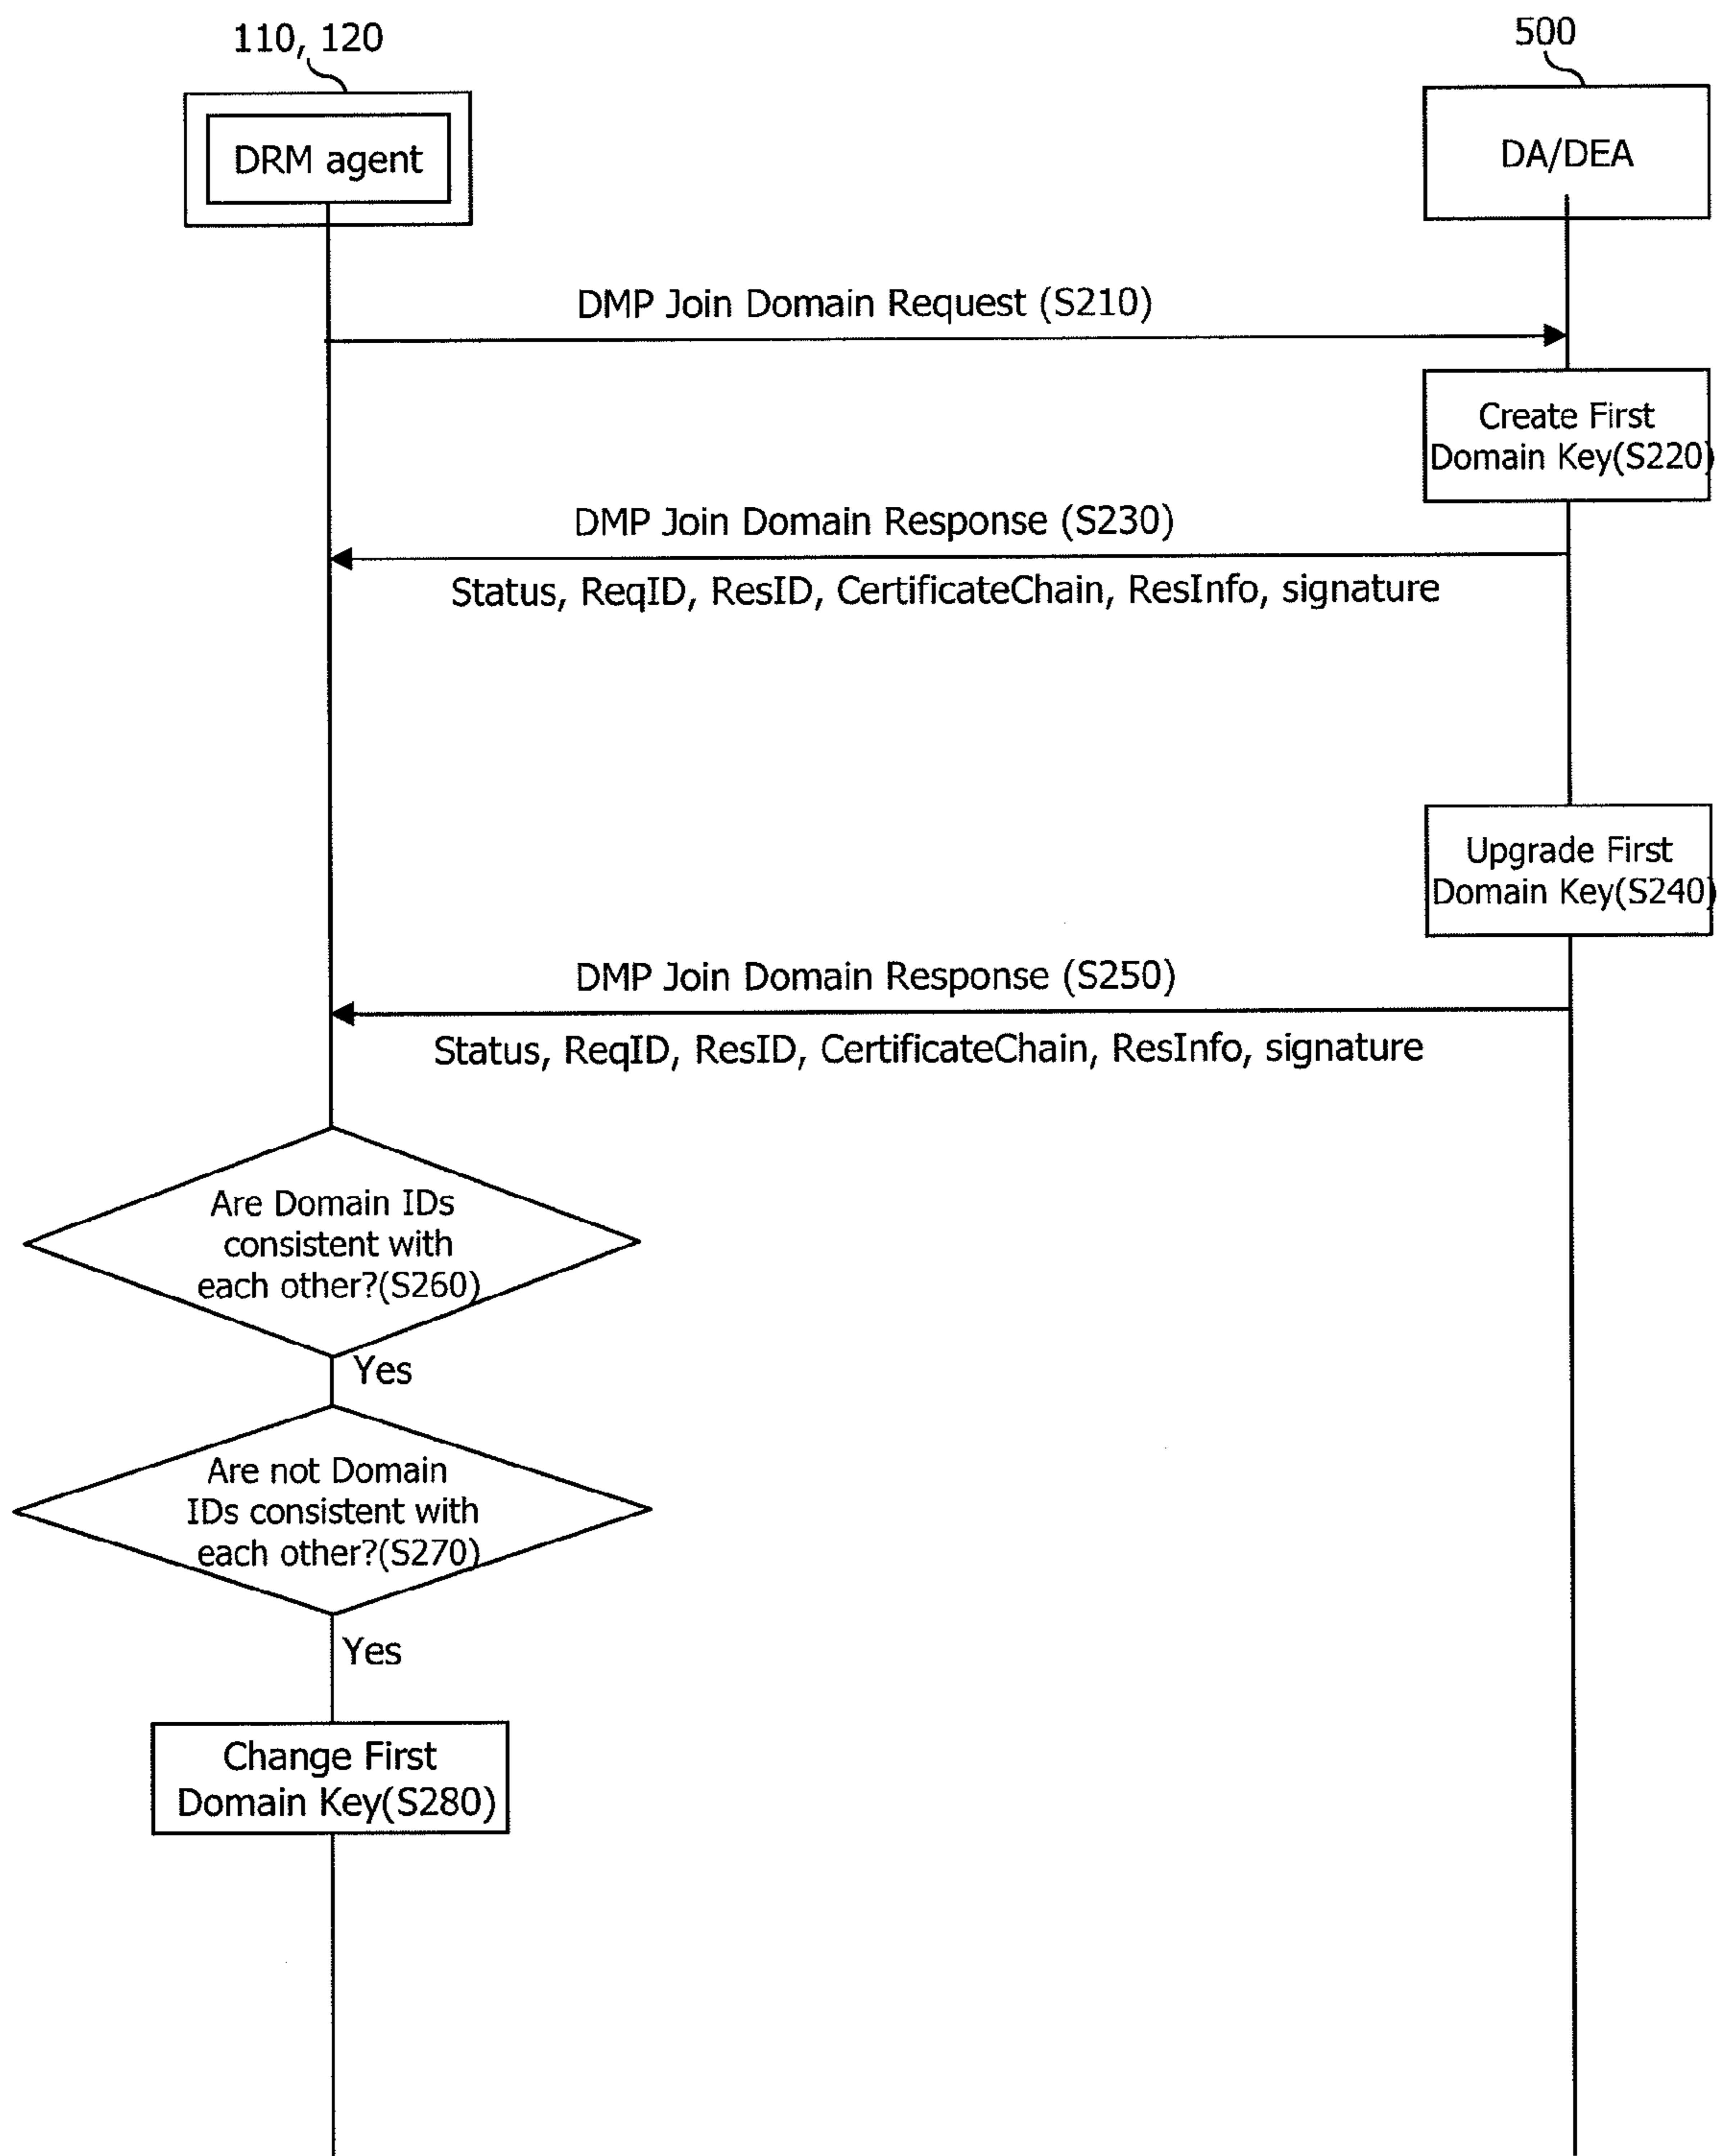 110, 120
500
DRM agent
DA/DEA
DMP Join Domain Request (S210)
Create First
Domain Key(S220)
DMP Join Domain Response (S230)
Status, ReqID, ResID, CertificateChain, ResInfo, signature
Upgrade First
Domain Key(S240)
DMP Join Domain Response (S250)
Status, ReqID, ResID, CertificateChain, ResInfo, signature
Are Domain IDs
consistent with
each other?(S260)
Yes
Are not Domain
IDs consistent with
each other?(S270)
Yes
Change First
Domain Key(S280)